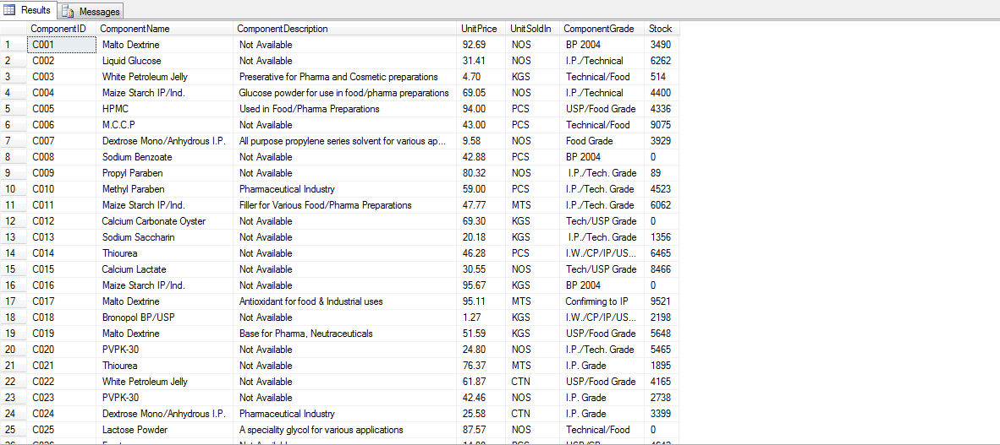 Results Messages
ComponentID ComponentName ComponentDescription UnitPrice UnitSoldIn ComponentGrade Stock
1 C001 Malto Dextrine Not Available 92.69 NOS BP 2004 3490
2 C002 Liquid Glucose Not Available 31.41 NOS I.P./Technical 6262
3 C003 White Petroleum Jelly Preserative for Pharma and Cosmetic preparations 4.70 KGS Technical/Food 514
4 C004 Maize Starch IP/Ind. Glucose powder for use in food/pharma preparations 69.05 NOS I.P./Technical 4400
5 C005 HPMC Used in Food/Pharma Preparations 94.00 PCS USP/Food Grade 4336
6 C006 M.C.C.P Not Available 43.00 PCS Technical/Food 9075
7 C007 Dextrose Mono/Anhydrous I.P. All purpose propylene series solvent for various ap... 9.58 NOS Food Grade 3929
8 C008 Sodium Benzoate Not Available 42.88 PCS BP 2004 0
9 C009 Propyl Paraben Not Available 80.32 NOS I.P./Tech. Grade 89
10 C010 Methyl Paraben Pharmaceutical Industry 59.00 PCS I.P./Tech. Grade 4523
11 C011 Maize Starch IP/Ind. Filler for Various Food/Pharma Preparations 47.77 MTS I.P./Tech. Grade 6062
12 C012 Calcium Carbonate Oyster Not Available 69.30 KGS Tech/USP Grade 0
13 C013 Sodium Saccharin Not Available 20.18 KGS I.P./Tech. Grade 1356
14 C014 Thiourea Not Available 46.28 PCS I.W./CP/IP/US... 6465
15 C015 Calcium Lactate Not Available 30.55 NOS Tech/USP Grade 8466
16 C016 Maize Starch IP/Ind. Not Available 95.67 KGS BP 2004 0
17 C017 Malto Dextrine Antioxidant for food & Industrial uses 95.11 MTS Confirming to IP 9521
18 C018 Bronopol BP/USP Not Available 1.27 KGS I.W./CP/IP/US... 2198
19 C019 Malto Dextrine Base for Pharma, Neutraceuticals 51.59 KGS USP/Food Grade 5648
20 C020 PVPK-30 Not Available 24.80 NOS I.P./Tech. Grade 5465
21 C021 Thiourea Not Available 76.37 MTS I.P. Grade 1895
22 C022 White Petroleum Jelly Not Available 61.87 CTN USP/Food Grade 4165
23 C023 PVPK-30 Not Available 42.46 NOS I.P. Grade 2738
24 C024 Dextrose Mono/Anhydrous I.P. Pharmaceutical Industry 25.58 CTN I.P. Grade 3399
25 C025 Lactose Powder A speciality glycol for various applications 87.57 NOS Technical/Food 0